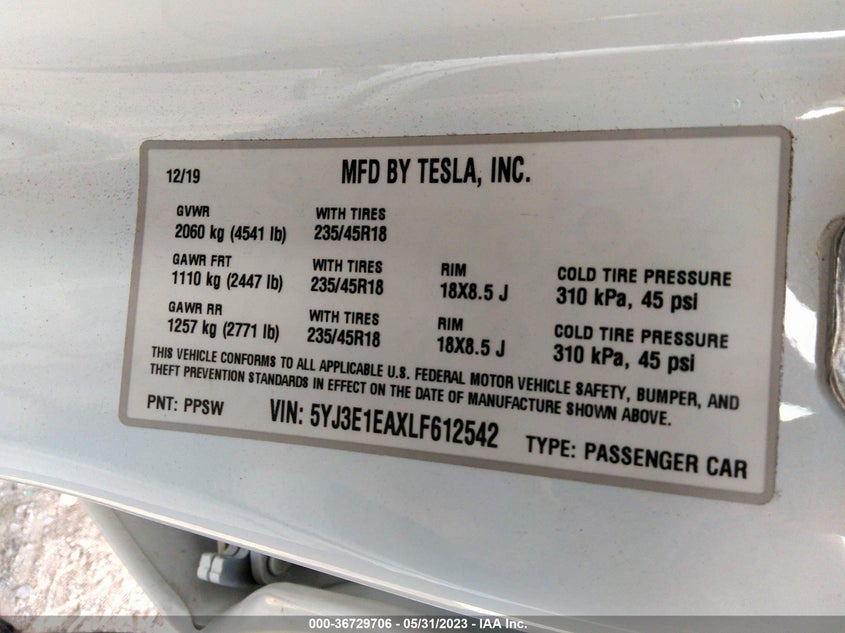 12/19 MFD BY TESLA, INC.
GVWR WITH TIRES
2060 kg (4541 lb) 235/45R18
GAWR FRT WITH TIRES RIM COLD TIRE PRESSURE
1110 kg (2447 lb) 235/45R18 18X8.5 J 310 kPa, 45 psi
GAWR RR WITH TIRES RIM COLD TIRE PRESSURE
1257 kg (2771 lb) 235/45R18 18X8.5 J 310 kPa, 45 psi
THIS VEHICLE CONFORMS TO ALL APPLICABLE U.S. FEDERAL MOTOR VEHICLE SAFETY, BUMPER, AND
THEFT PREVENTION STANDARDS IN EFFECT ON THE DATE OF MANUFACTURE SHOWN ABOVE.
PNT: PPSW VIN: 5YJ3E1EAXLF612542 TYPE: PASSENGER CAR
000-36729706 - 05/31/2023 - IAA Inc.